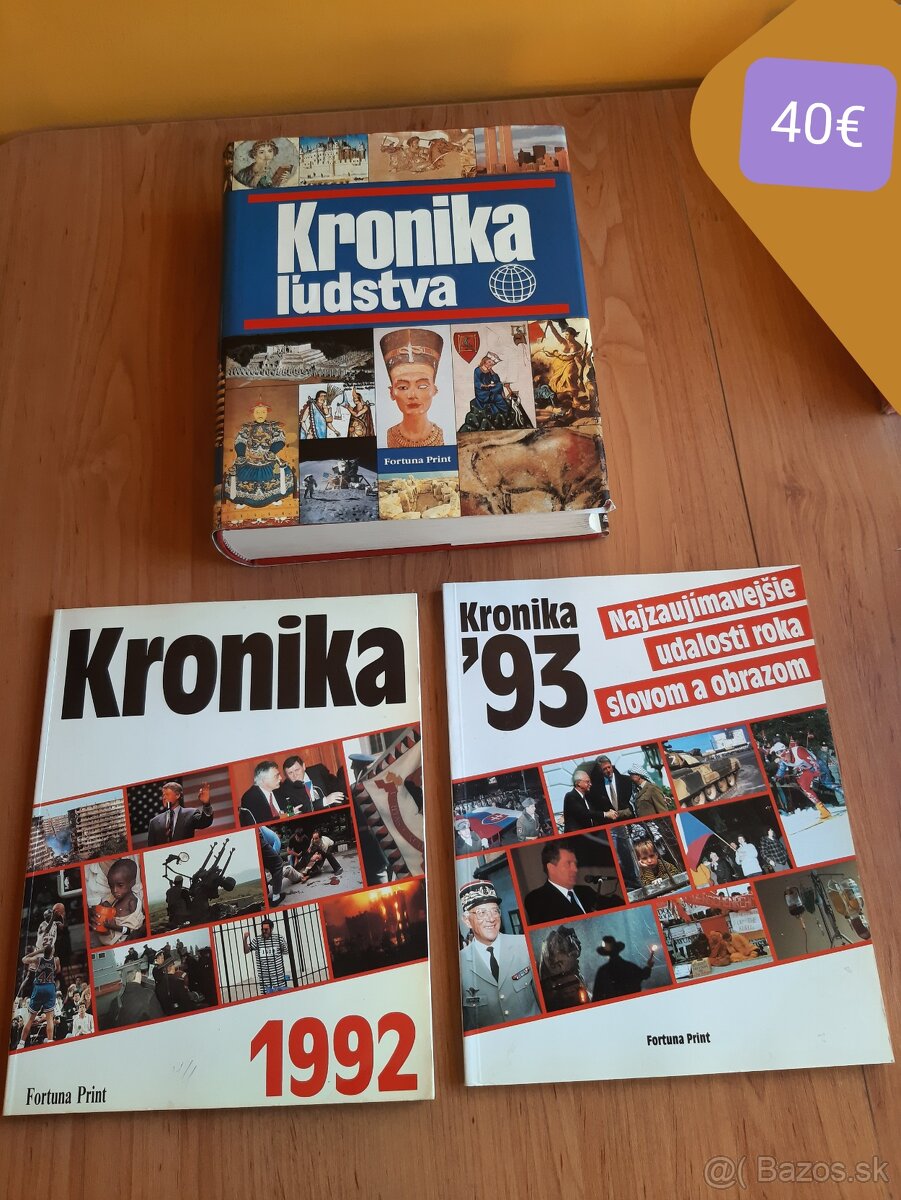 40€
Kronika
ľudstva
Fortuna Print
Kronika
1992
Fortuna Print
Kronika
'93
Najzaujímavejšie
udalosti roka
slovom a obrazom
Fortuna Print
@( Bazos.sk